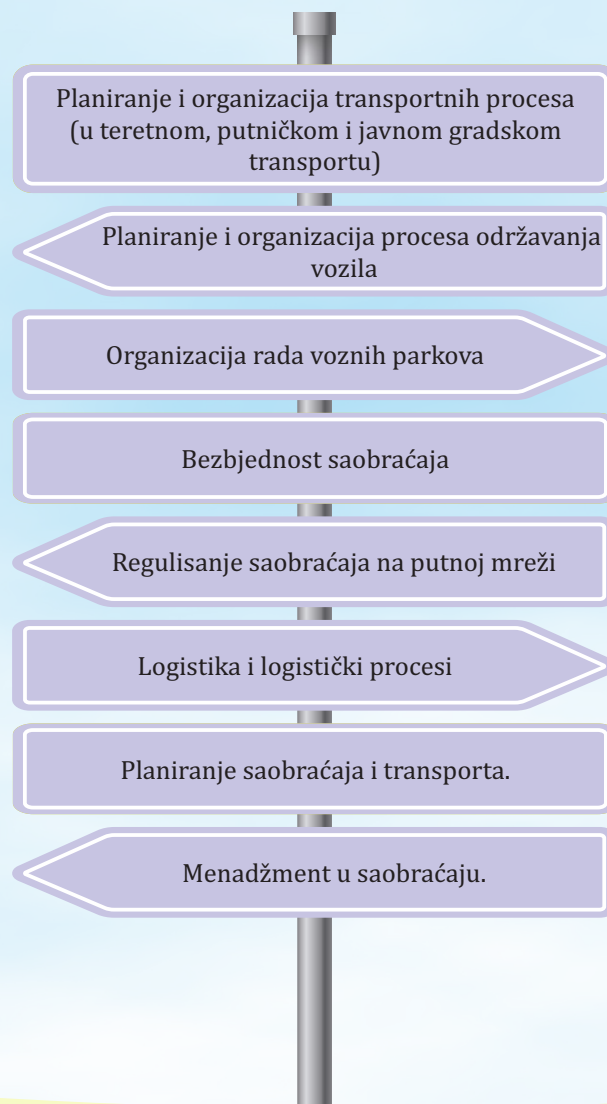 Planiranje i organizacija transportnih procesa
(u teretnom, putničkom i javnom gradskom
transportu)
Planiranje i organizacija procesa održavanja
vozila
Organizacija rada voznih parkova
Bezbjednost saobraćaja
Regulisanje saobraćaja na putnoj mreži
Logistika i logistički procesi
Planiranje saobraćaja i transporta.
Menadžment u saobraćaju.